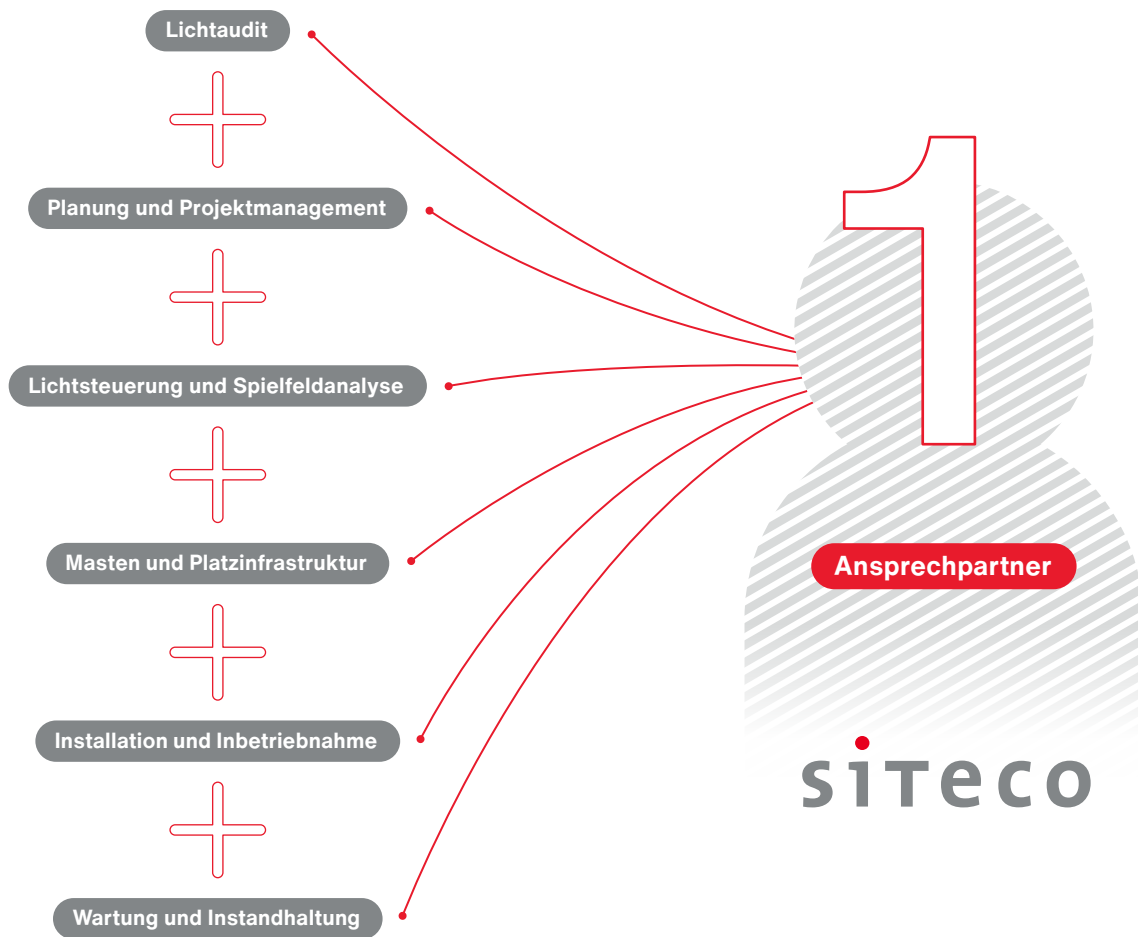 Lichtaudit
Planung und Projektmanagement
Lichtsteuerung und Spielfeldanalyse
Masten und Platzinfrastruktur
Installation und Inbetriebnahme
Wartung und Instandhaltung
1
Ansprechpartner
siteco